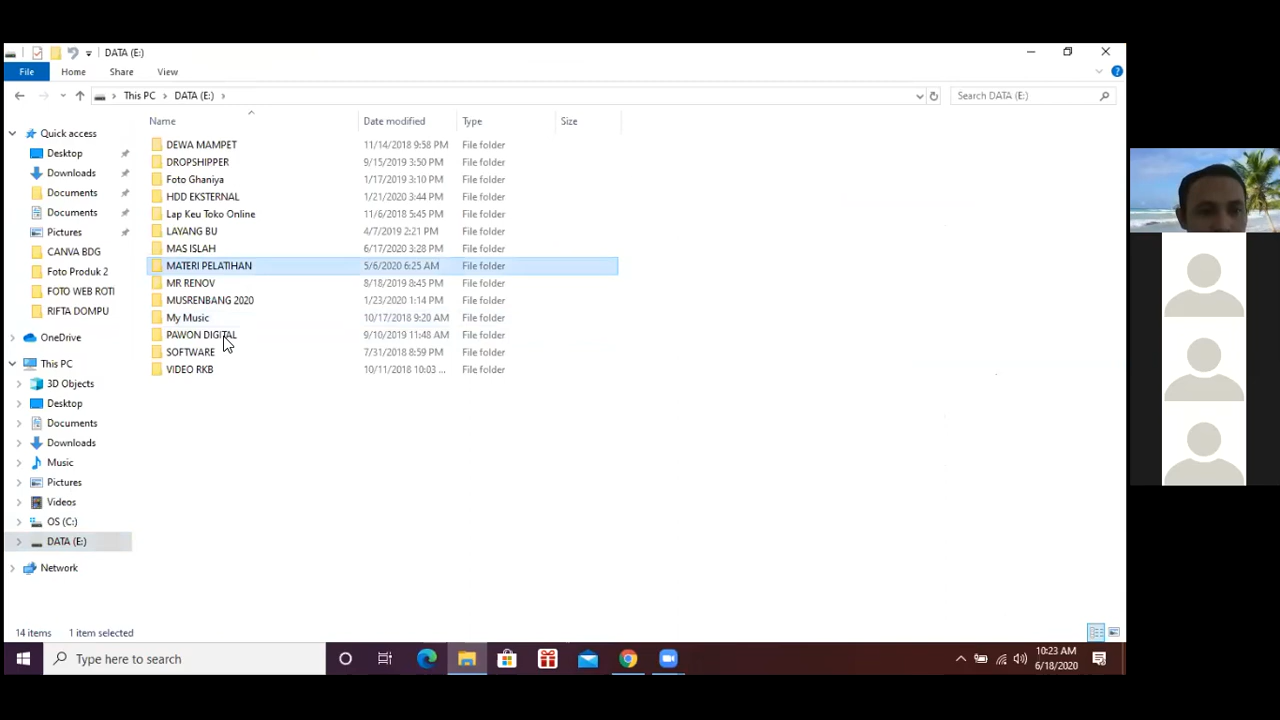 DATA (E:)
File Home Share View
This PC DATA (E:) Search DATA (E:)
Name Date modified Type Size
Quick access
Desktop
Downloads
Documents
Documents
Pictures
CANVA BDG
Foto Produk 2
FOTO WEB ROTI
RIFTA DOMPU
OneDrive
This PC
3D Objects
Desktop
Documents
Downloads
Music
Pictures
Videos
OS (C:)
DATA (E:)
Network
DEWA MAMPET 11/14/2018 9:58 PM File folder
DROPSHIPPER 9/15/2019 3:50 PM File folder
Foto Ghaniya 1/17/2019 3:10 PM File folder
HDD EKSTERNAL 1/21/2020 3:44 PM File folder
Lap Keu Toko Online 11/6/2018 5:45 PM File folder
LAYANG BU 4/7/2019 2:21 PM File folder
MAS ISLAH 6/17/2020 3:28 PM File folder
MATERI PELATIHAN 5/6/2020 6:25 AM File folder
MR RENOV 8/18/2019 8:45 PM File folder
MUSRENBANG 2020 1/23/2020 1:14 PM File folder
My Music 10/17/2018 9:20 AM File folder
PAWON DIGITAL 9/10/2019 11:48 AM File folder
SOFTWARE 7/31/2018 8:59 PM File folder
VIDEO RKB 10/11/2018 10:03 ... File folder
14 items 1 item selected
Type here to search
10:23 AM
6/18/2020